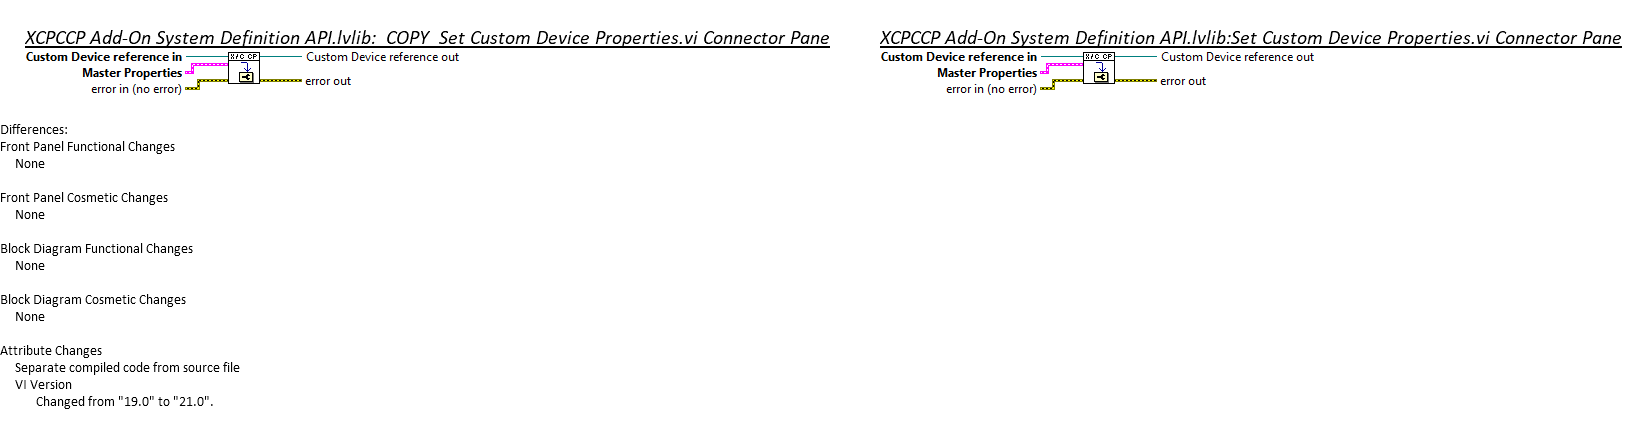 XCPCCP Add-On System Definition API.lvlib:_COPY_Set Custom Device Properties.vi Connector Pane
Custom Device reference in
Master Properties
error in (no error)
X/C CP
Custom Device reference out
error out
XCPCCP Add-On System Definition API.lvlib:Set Custom Device Properties.vi Connector Pane
Custom Device reference in
Master Properties
error in (no error)
X/C CP
Custom Device reference out
error out
Differences:
Front Panel Functional Changes
None
Front Panel Cosmetic Changes
None
Block Diagram Functional Changes
None
Block Diagram Cosmetic Changes
None
Attribute Changes
Separate compiled code from source file
VI Version
Changed from "19.0" to "21.0".